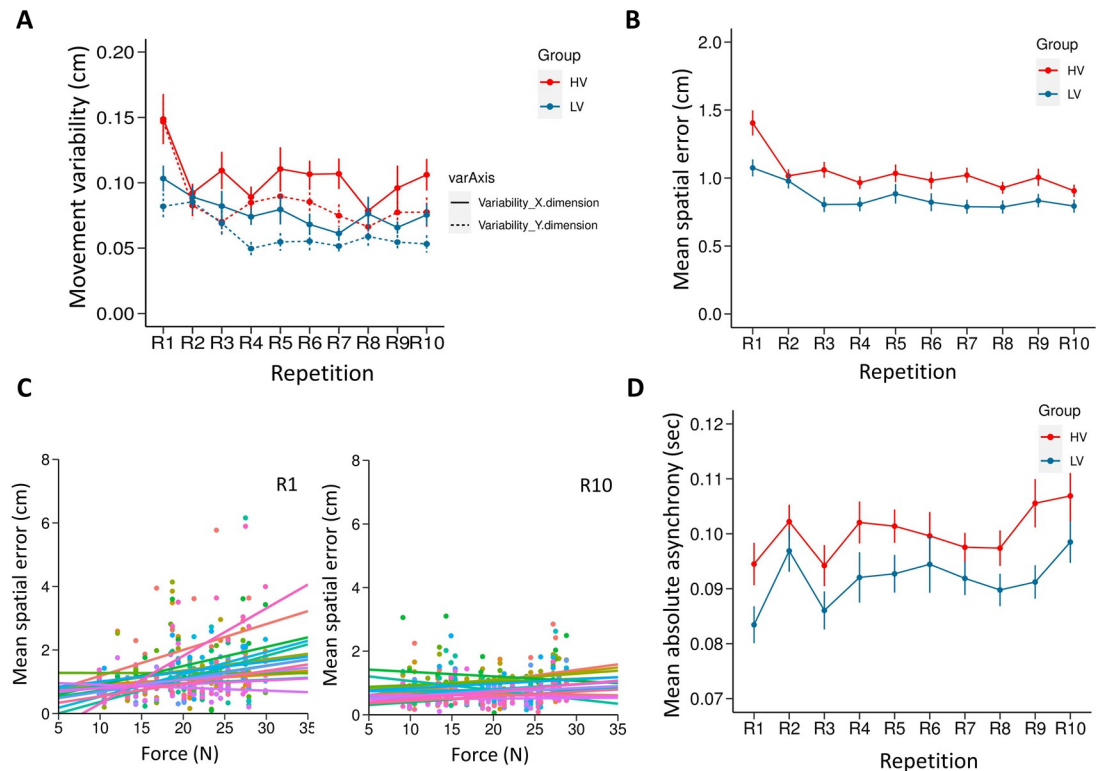 A
Movement variability (cm)
0.20
0.15
0.10
0.05
0.00
R1 R2 R3 R4 R5 R6 R7 R8 R9 R10
Repetition
Group
HV
LV
varAxis
Variability_X.dimension
Variability_Y.dimension
B
Mean spatial error (cm)
2.0
1.5
1.0
0.5
0.0
R1 R2 R3 R4 R5 R6 R7 R8 R9 R10
Repetition
Group
HV
LV
C
Mean spatial error (cm)
8
6
4
2
0
5 10 15 20 25 30 35
Force (N)
R1
Mean spatial error (cm)
8
6
4
2
0
5 10 15 20 25 30 35
Force (N)
R10
D
Mean absolute asynchrony (sec)
0.12
0.11
0.10
0.09
0.08
0.07
R1 R2 R3 R4 R5 R6 R7 R8 R9 R10
Repetition
Group
HV
LV